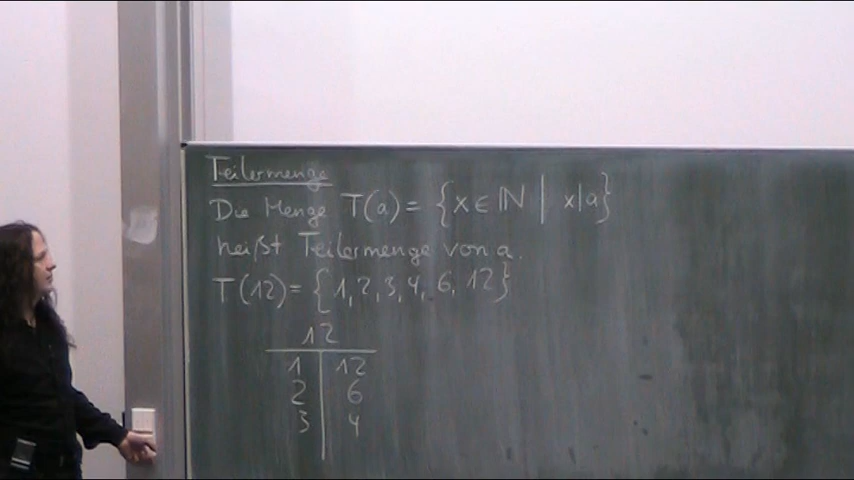 Teilermenge
Die Menge T(a) = {x ∈ ℕ | x|a}
heißt Teilermenge von a.
T(12) = {1, 2, 3, 4, 6, 12}
12
1 | 12
2 | 6
3 | 4